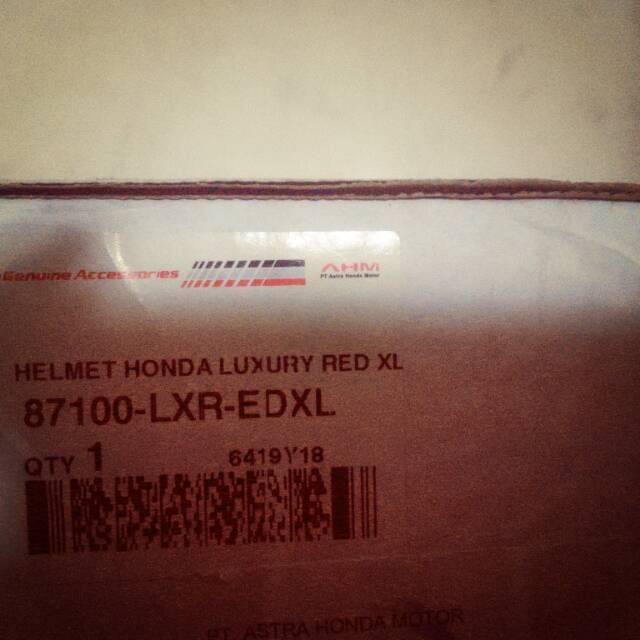 Genuine Accessories
AHM
PT Astra Honda Motor
HELMET HONDA LUXURY RED XL
87100-LXR-EDXL
QTY 1 6419Y18
PT. ASTRA HONDA MOTOR